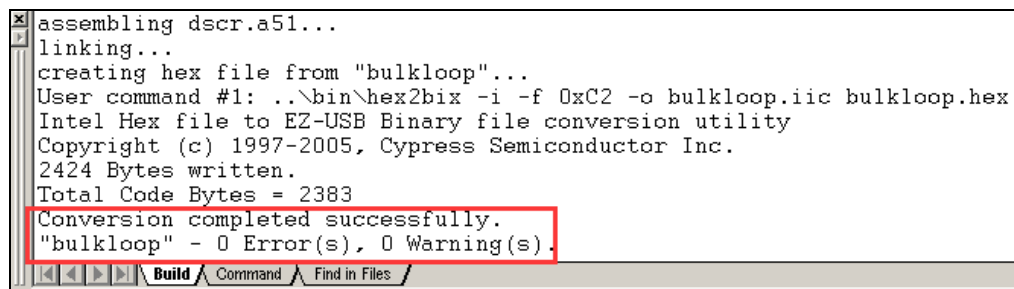 assembling dscr.a51...
linking...
creating hex file from "bulkloop"...
User command #1: ..\bin\hex2bix -i -f 0xC2 -o bulkloop.iic bulkloop.hex
Intel Hex file to EZ-USB Binary file conversion utility
Copyright (c) 1997-2005, Cypress Semiconductor Inc.
2424 Bytes written.
Total Code Bytes = 2383
Conversion completed successfully.
"bulkloop" - 0 Error(s), 0 Warning(s).
Build Command Find in Files